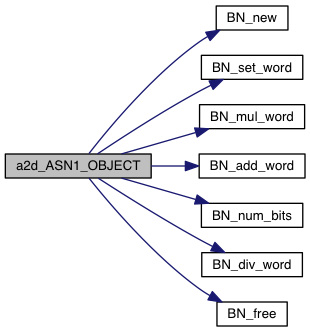 BN_new
BN_set_word
BN_mul_word
a2d_ASN1_OBJECT
BN_add_word
BN_num_bits
BN_div_word
BN_free